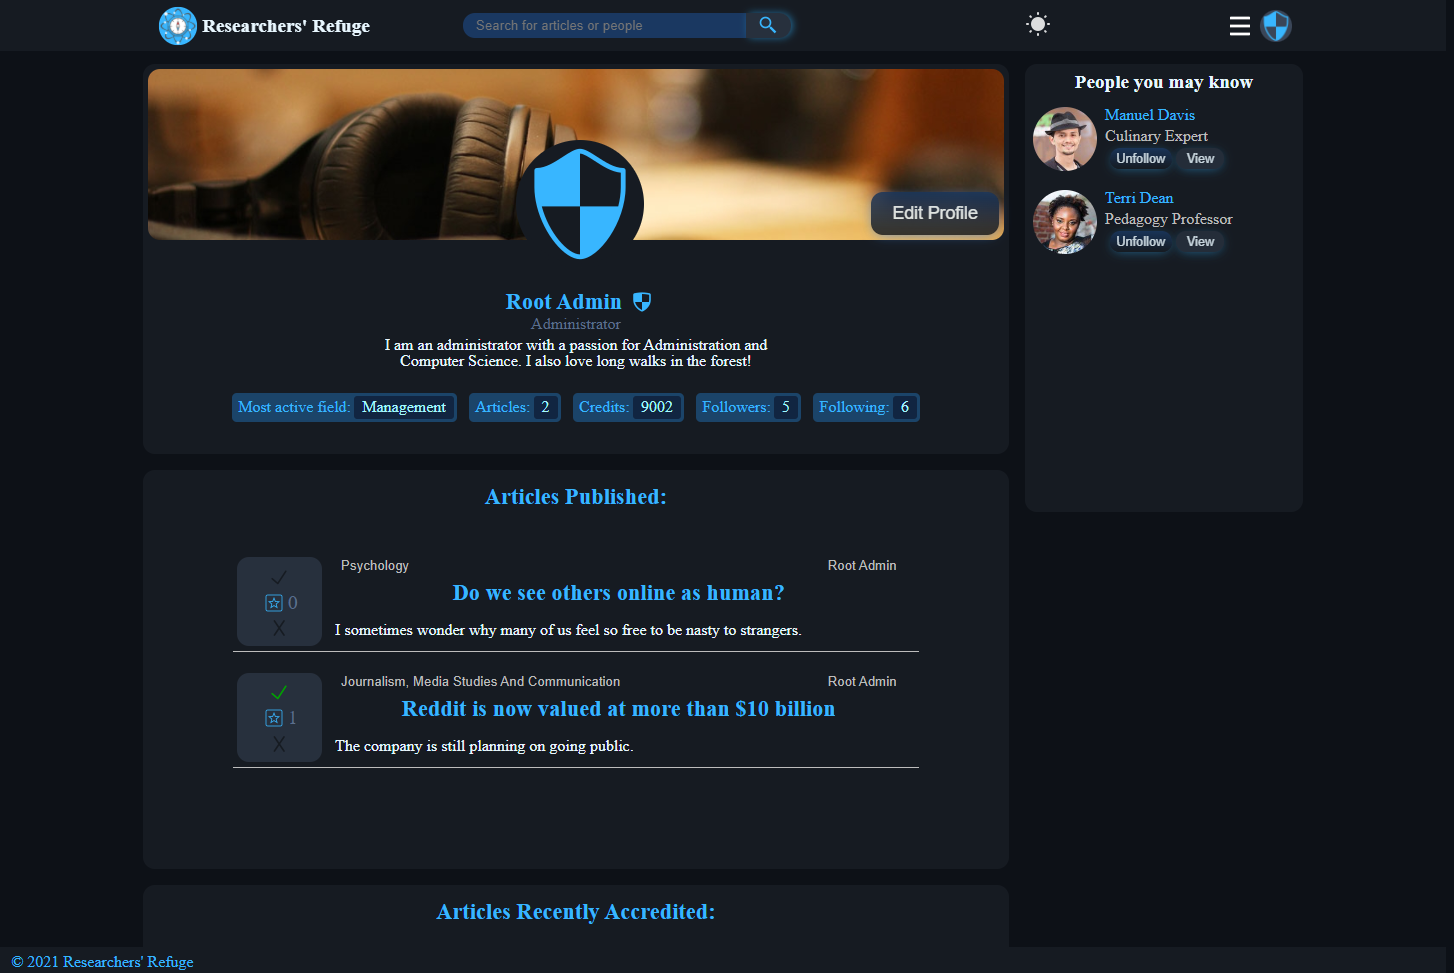 Researchers' Refuge
Search for articles or people
Edit Profile
Root Admin
Administrator
I am an administrator with a passion for Administration and
Computer Science. I also love long walks in the forest!
Most active field: Management Articles: 2 Credits: 9002 Followers: 5 Following: 6
Articles Published:
Psychology Root Admin
Do we see others online as human?
0
X
I sometimes wonder why many of us feel so free to be nasty to strangers.
Journalism, Media Studies And Communication Root Admin
Reddit is now valued at more than $10 billion
1
X
The company is still planning on going public.
Articles Recently Accredited:
People you may know
Manuel Davis
Culinary Expert
Unfollow View
Terri Dean
Pedagogy Professor
Unfollow View
© 2021 Researchers' Refuge